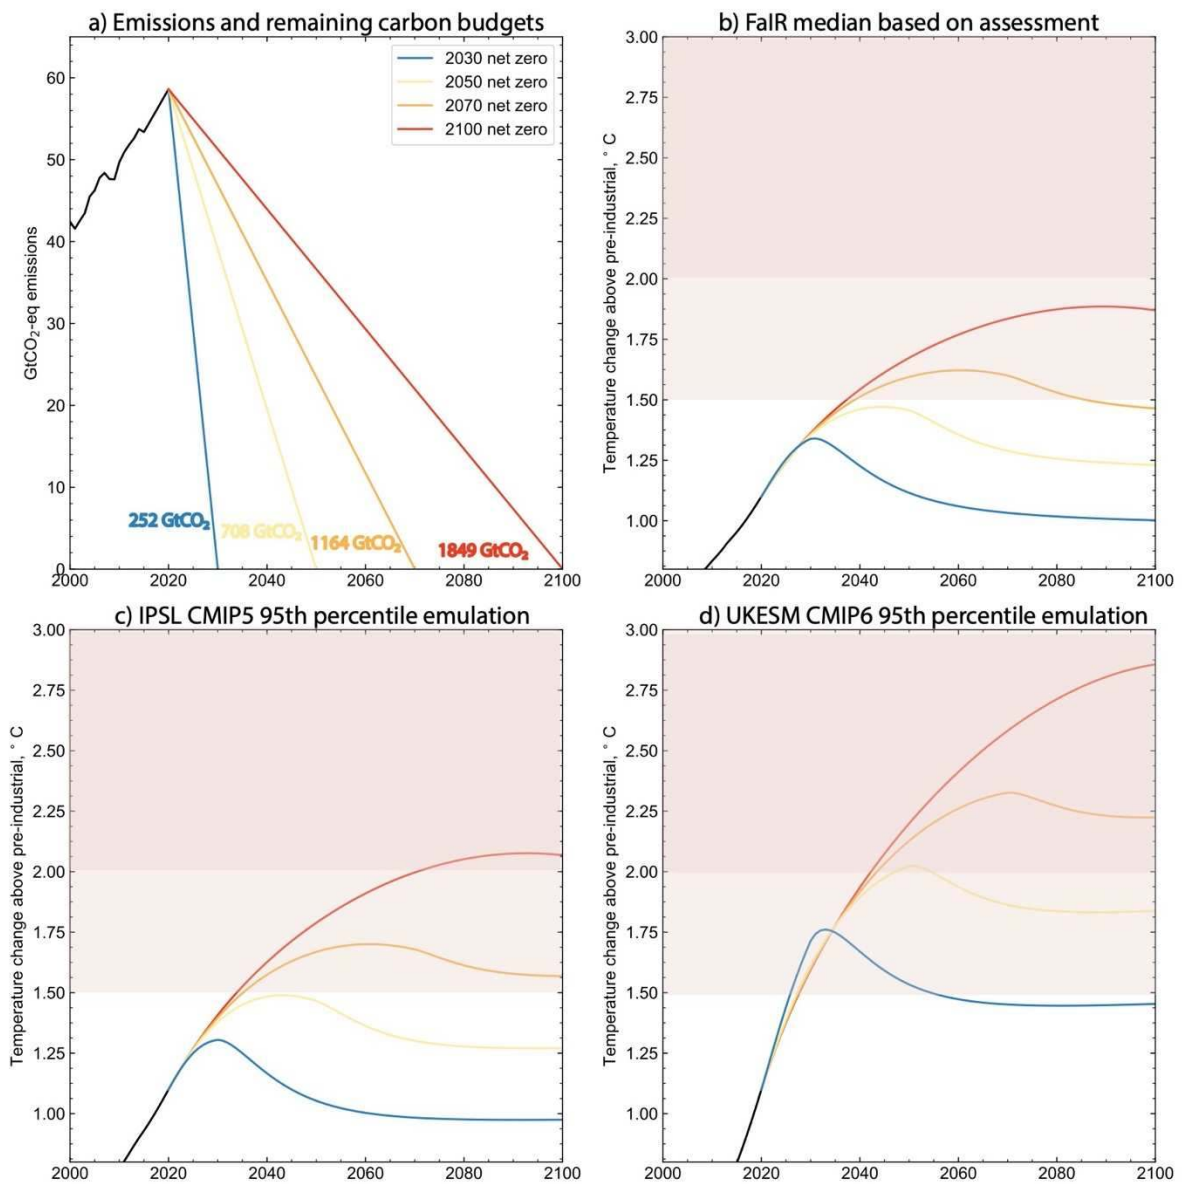 a) Emissions and remaining carbon budgets
GtCO₂-eq emissions
60
50
40
30
20
10
0
2030 net zero
2050 net zero
2070 net zero
2100 net zero
252 GtCO₂
708 GtCO₂
1164 GtCO₂
1849 GtCO₂
2000 2020 2040 2060 2080 2100
b) FaIR median based on assessment
Temperature change above pre-industrial, ° C
3.00
2.75
2.50
2.25
2.00
1.75
1.50
1.25
1.00
2000 2020 2040 2060 2080 2100
c) IPSL CMIP5 95th percentile emulation
Temperature change above pre-industrial, ° C
3.00
2.75
2.50
2.25
2.00
1.75
1.50
1.25
1.00
2000 2020 2040 2060 2080 2100
d) UKESM CMIP6 95th percentile emulation
Temperature change above pre-industrial, ° C
3.00
2.75
2.50
2.25
2.00
1.75
1.50
1.25
1.00
2000 2020 2040 2060 2080 2100